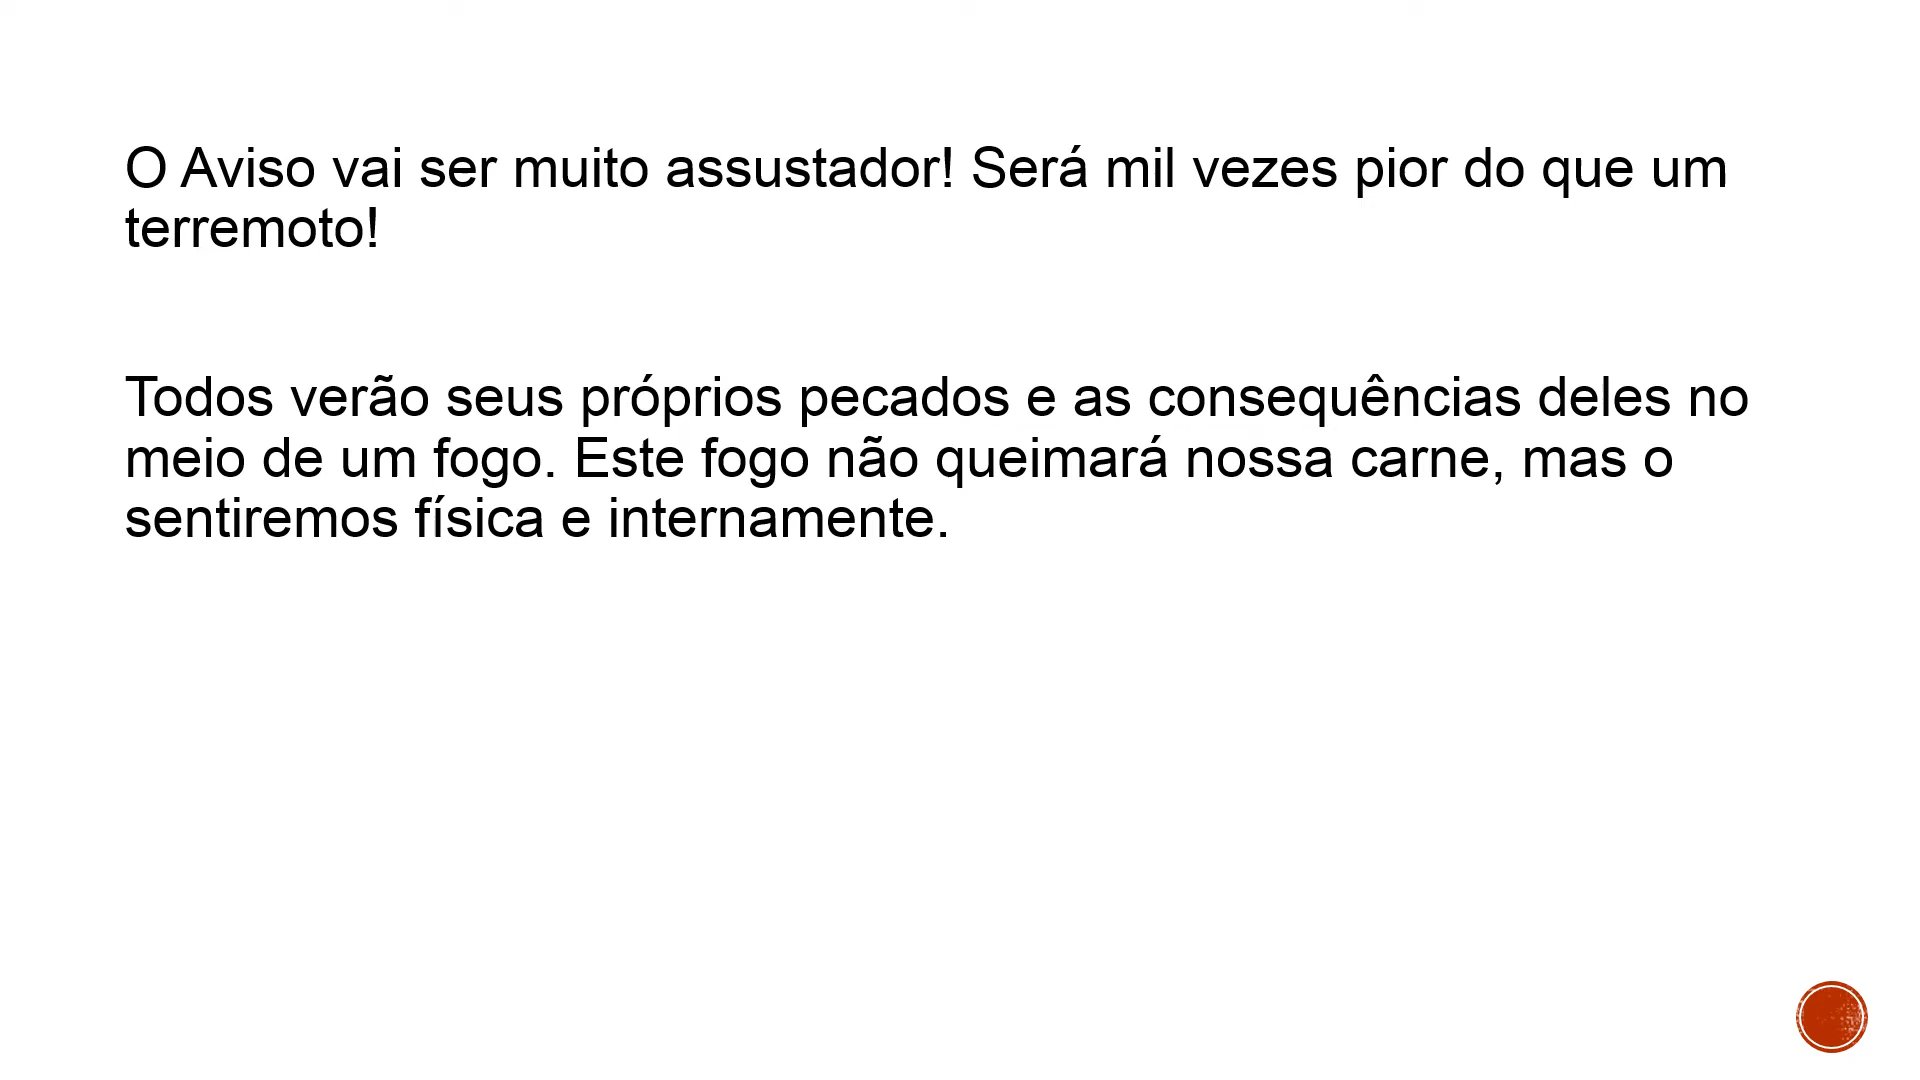 O Aviso vai ser muito assustador! Será mil vezes pior do que um
terremoto!
Todos verão seus próprios pecados e as consequências deles no
meio de um fogo. Este fogo não queimará nossa carne, mas o
sentiremos física e internamente.